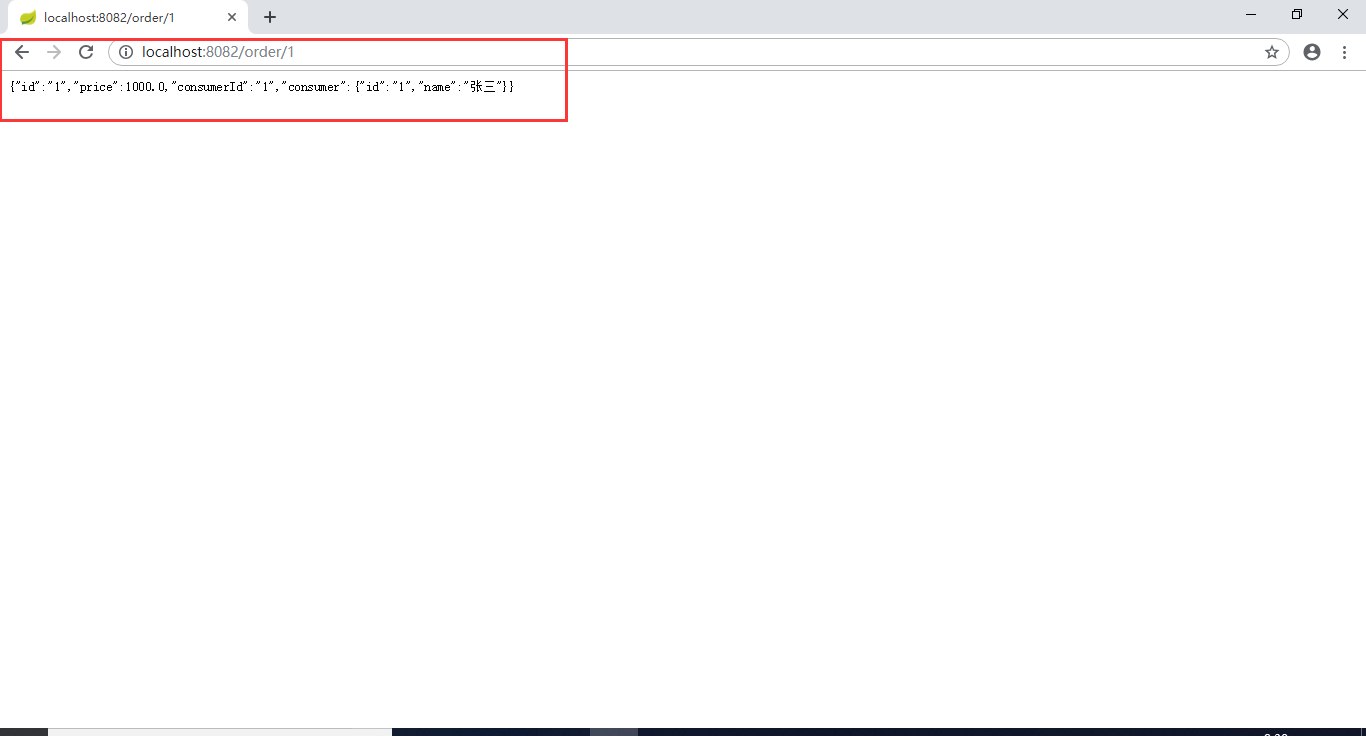 localhost:8082/order/1
localhost:8082/order/1
{"id":"1","price":1000.0,"consumerId":"1","consumer":{"id":"1","name":"张三"}}